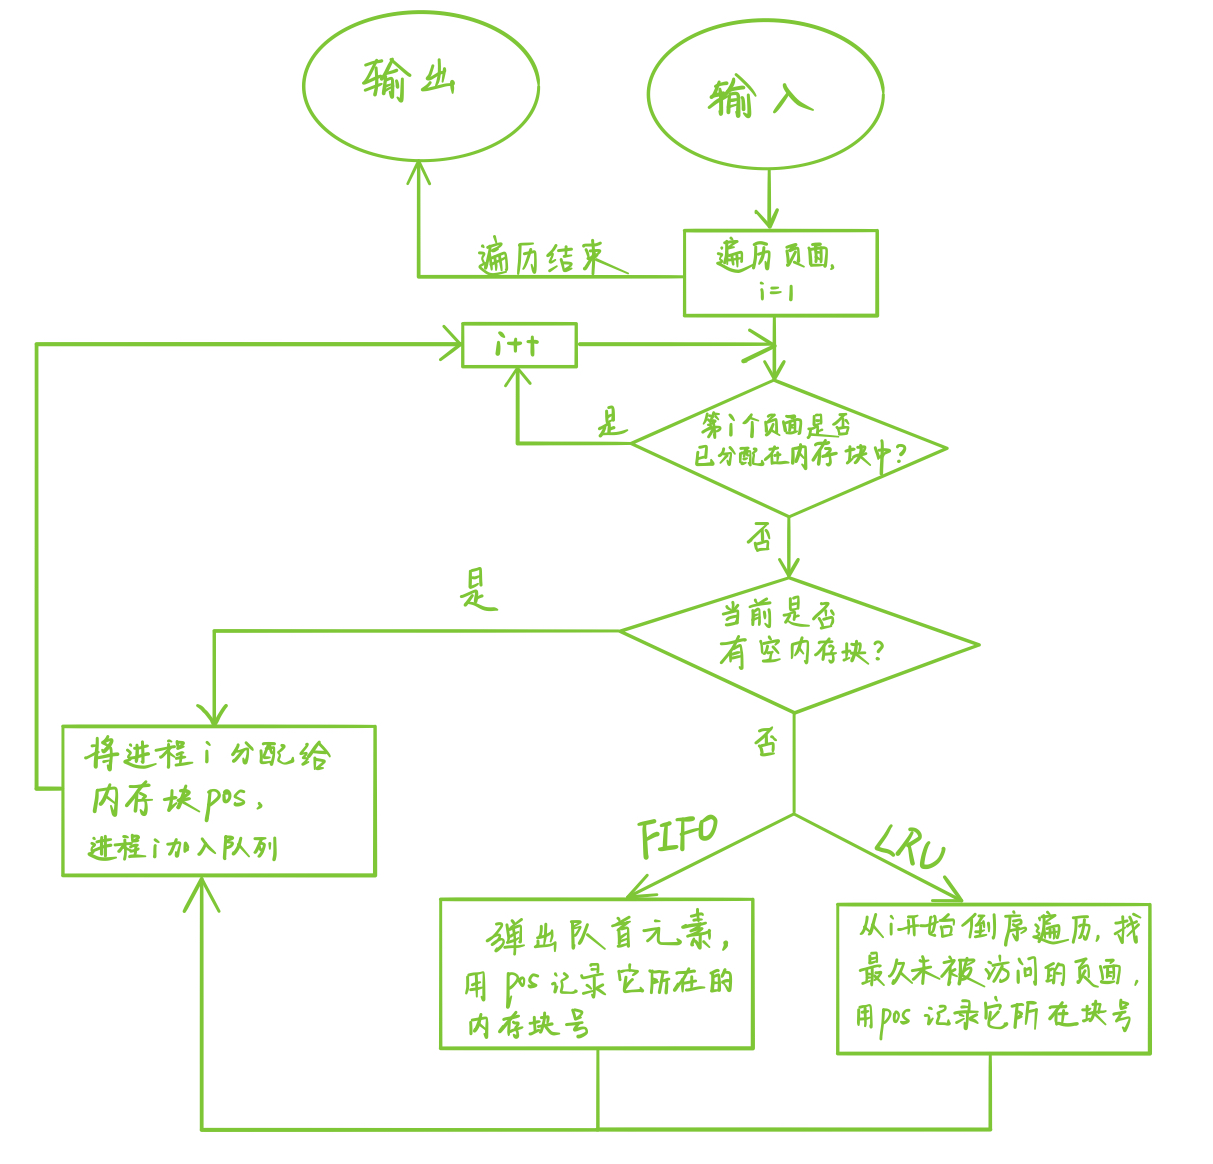 输出
输入
遍历结束
遍历页面,
i=1
i++
是
第i个页面是否
已分配在内存块中?
否
是
当前是否
有空内存块?
否
将进程i分配给
内存块pos,
进程i加入队列
FIFO
LRU
弹出队首元素,
用pos记录它所在的
内存块号
从i开始倒序遍历,找
最久未被访问的页面,
用pos记录它所在块号